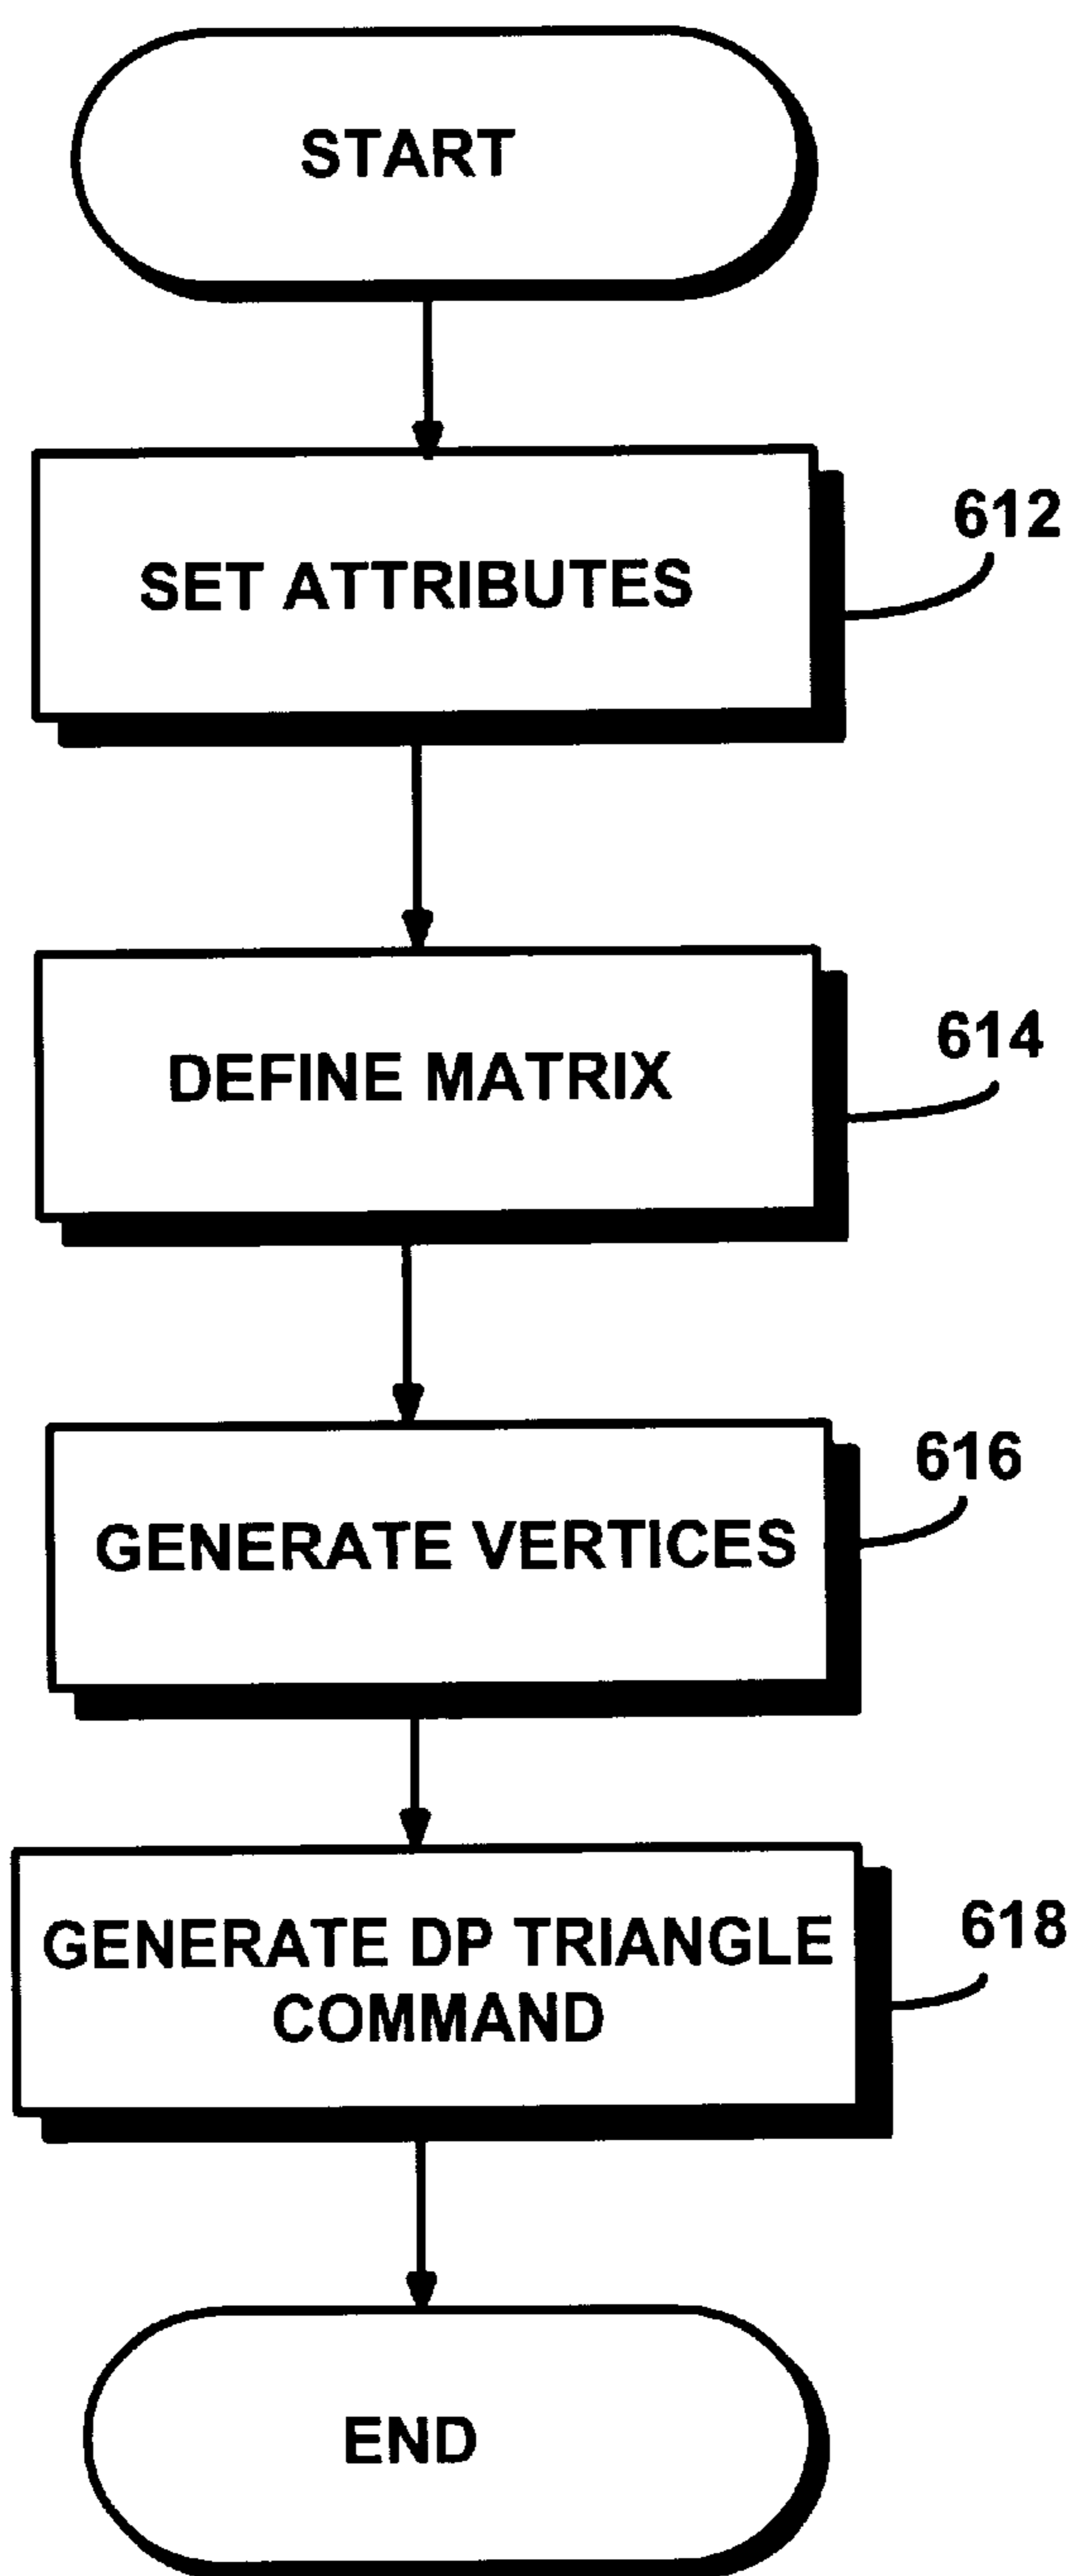 START
SET ATTRIBUTES
612
DEFINE MATRIX
614
GENERATE VERTICES
616
GENERATE DP TRIANGLE
COMMAND
618
END